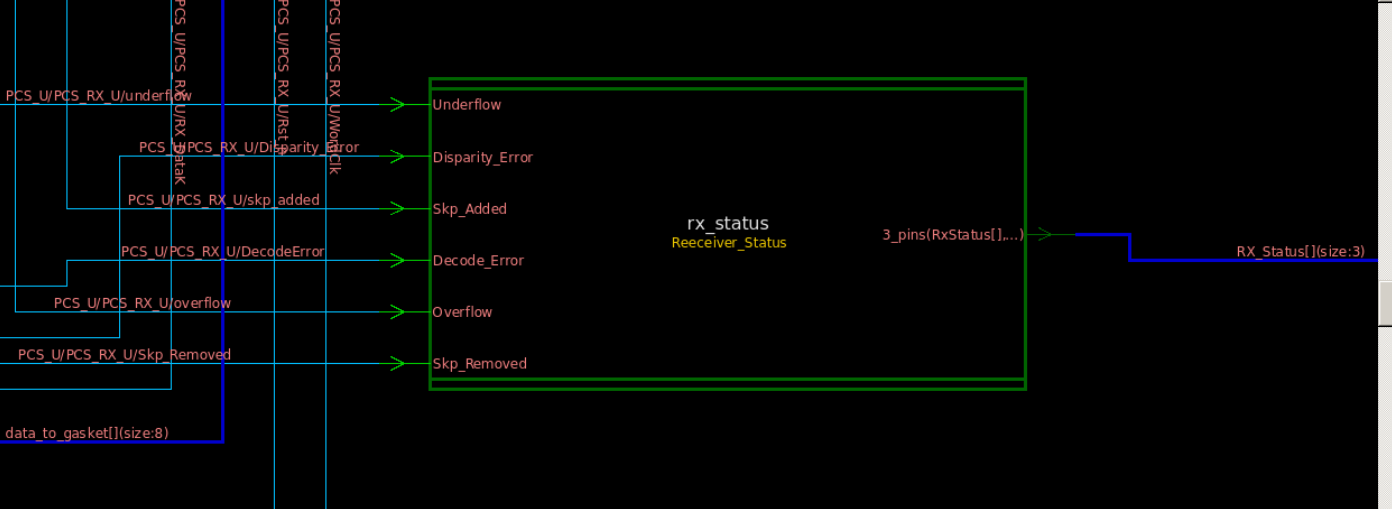 PCS_U/PCS_RX_U/RX_DataK
PCS_U/PCS_RX_U/Rst_n
PCS_U/PCS_RX_U/WordClk
PCS_U/PCS_RX_U/underflow
Underflow
PCS_U/PCS_RX_U/Disparity_Error
Disparity_Error
PCS_U/PCS_RX_U/skp_added
Skp_Added
rx_status
Reeceiver_Status
3_pins(RxStatus[],...)
RX_Status[](size:3)
PCS_U/PCS_RX_U/DecodeError
Decode_Error
PCS_U/PCS_RX_U/overflow
Overflow
PCS_U/PCS_RX_U/Skp_Removed
Skp_Removed
data_to_gasket[](size:8)